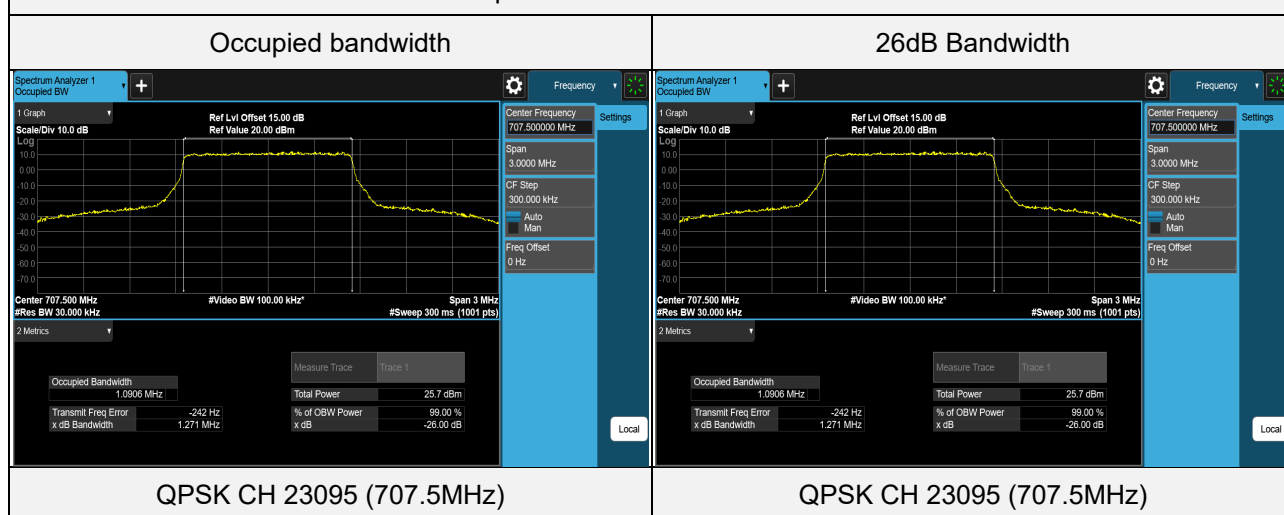 Occupied bandwidth
26dB Bandwidth
Spectrum Analyzer 1
Occupied BW
+
Frequency
1 Graph
Scale/Div 10.0 dB
Ref Lvl Offset 15.00 dB
Ref Value 20.00 dBm
Log
10.0
0.00
-10.0
-20.0
-30.0
-40.0
-50.0
-60.0
-70.0
Center 707.500 MHz
#Res BW 30.000 kHz
#Video BW 100.00 kHz*
Span 3 MHz
#Sweep 300 ms (1001 pts)
Center Frequency
707.500000 MHz
Settings
Span
3.0000 MHz
CF Step
300.000 kHz
Auto
Man
Freq Offset
0 Hz
2 Metrics
Measure Trace
Trace 1
Occupied Bandwidth
1.0906 MHz
Total Power
25.7 dBm
Transmit Freq Error
-242 Hz
% of OBW Power
99.00 %
x dB Bandwidth
1.271 MHz
x dB
-26.00 dB
Local
Spectrum Analyzer 1
Occupied BW
+
Frequency
1 Graph
Scale/Div 10.0 dB
Ref Lvl Offset 15.00 dB
Ref Value 20.00 dBm
Log
10.0
0.00
-10.0
-20.0
-30.0
-40.0
-50.0
-60.0
-70.0
Center 707.500 MHz
#Res BW 30.000 kHz
#Video BW 100.00 kHz*
Span 3 MHz
#Sweep 300 ms (1001 pts)
Center Frequency
707.500000 MHz
Settings
Span
3.0000 MHz
CF Step
300.000 kHz
Auto
Man
Freq Offset
0 Hz
2 Metrics
Measure Trace
Trace 1
Occupied Bandwidth
1.0906 MHz
Total Power
25.7 dBm
Transmit Freq Error
-242 Hz
% of OBW Power
99.00 %
x dB Bandwidth
1.271 MHz
x dB
-26.00 dB
Local
QPSK CH 23095 (707.5MHz)
QPSK CH 23095 (707.5MHz)